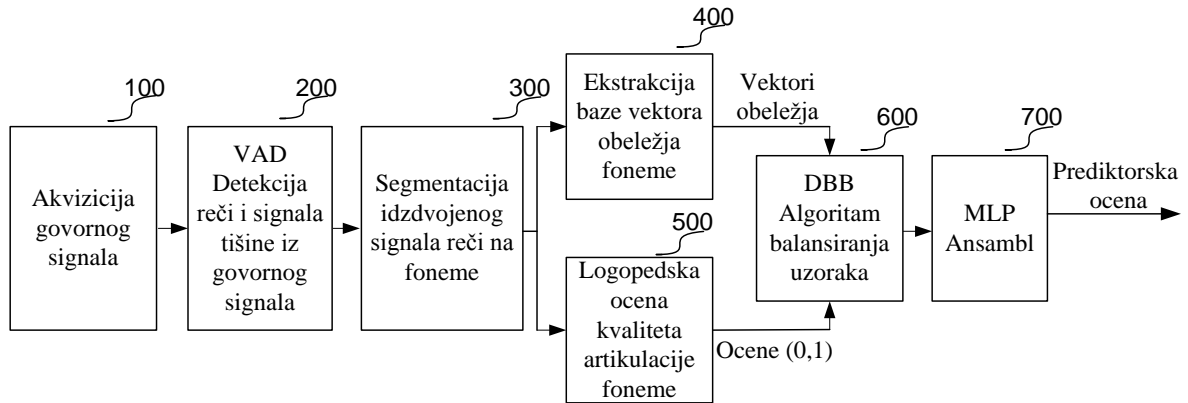 100
Akvizicija
govornog
signala
200
VAD
Detekcija
reči i signala
tišine iz
govornog
signala
300
Segmentacija
idzdvojenog
signala reči na
foneme
400
Ekstrakcija
baze vektora
obeležja
foneme
Vektori
obeležja
500
Logopedska
ocena
kvaliteta
artikulacije
foneme
Ocene (0,1)
600
DBB
Algoritam
balansiranja
uzoraka
700
MLP
Ansambl
Prediktorska
ocena